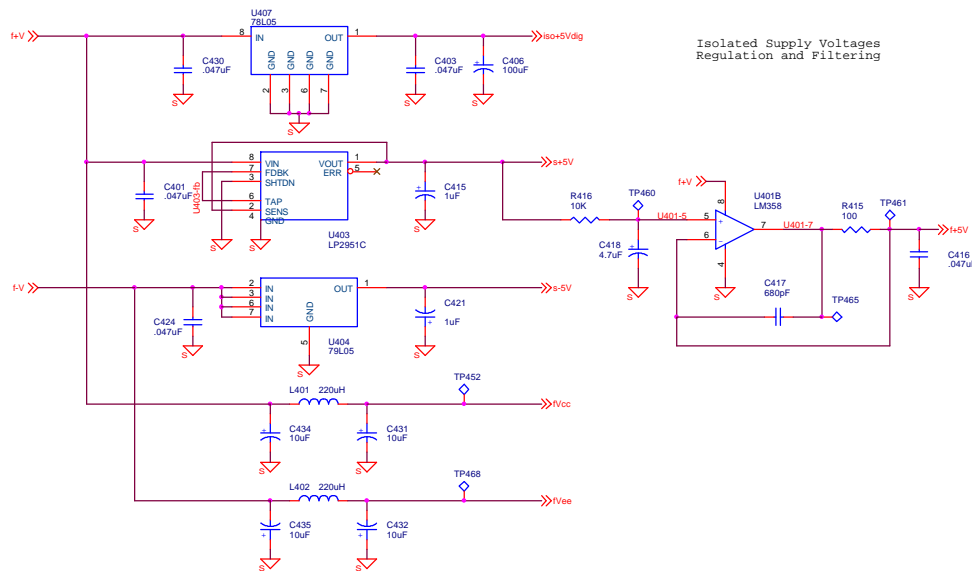 Isolated Supply Voltages
Regulation and Filtering
U407
78L05
f+V
8
IN
OUT
1
iso+5Vdig
GND
GND
GND
GND
2
3
6
7
C430
.047uF
C403
.047uF
C406
100uF
S
S
S
S
S
8
VIN
VOUT
1
s+5V
7
FDBK
ERR
5
3
SHTDN
6
TAP
2
SENS
4
GND
U403-fb
U403
LP2951C
C401
.047uF
C415
1uF
S
S
S
S
R416
10K
TP460
U401-5
C418
4.7uF
S
f+V
U401B
LM358
8
5
+
6
-
7
4
S
U401-7
R415
100
TP461
f+5V
C416
.047u
S
C417
680pF
TP465
f-V
2
IN
OUT
1
s-5V
3
IN
6
IN
7
IN
GND
5
U404
79L05
C424
.047uF
C421
1uF
S
S
S
L401 220uH
TP452
fVcc
C434
10uF
C431
10uF
S
S
L402 220uH
TP468
fVee
C435
10uF
C432
10uF
S
S